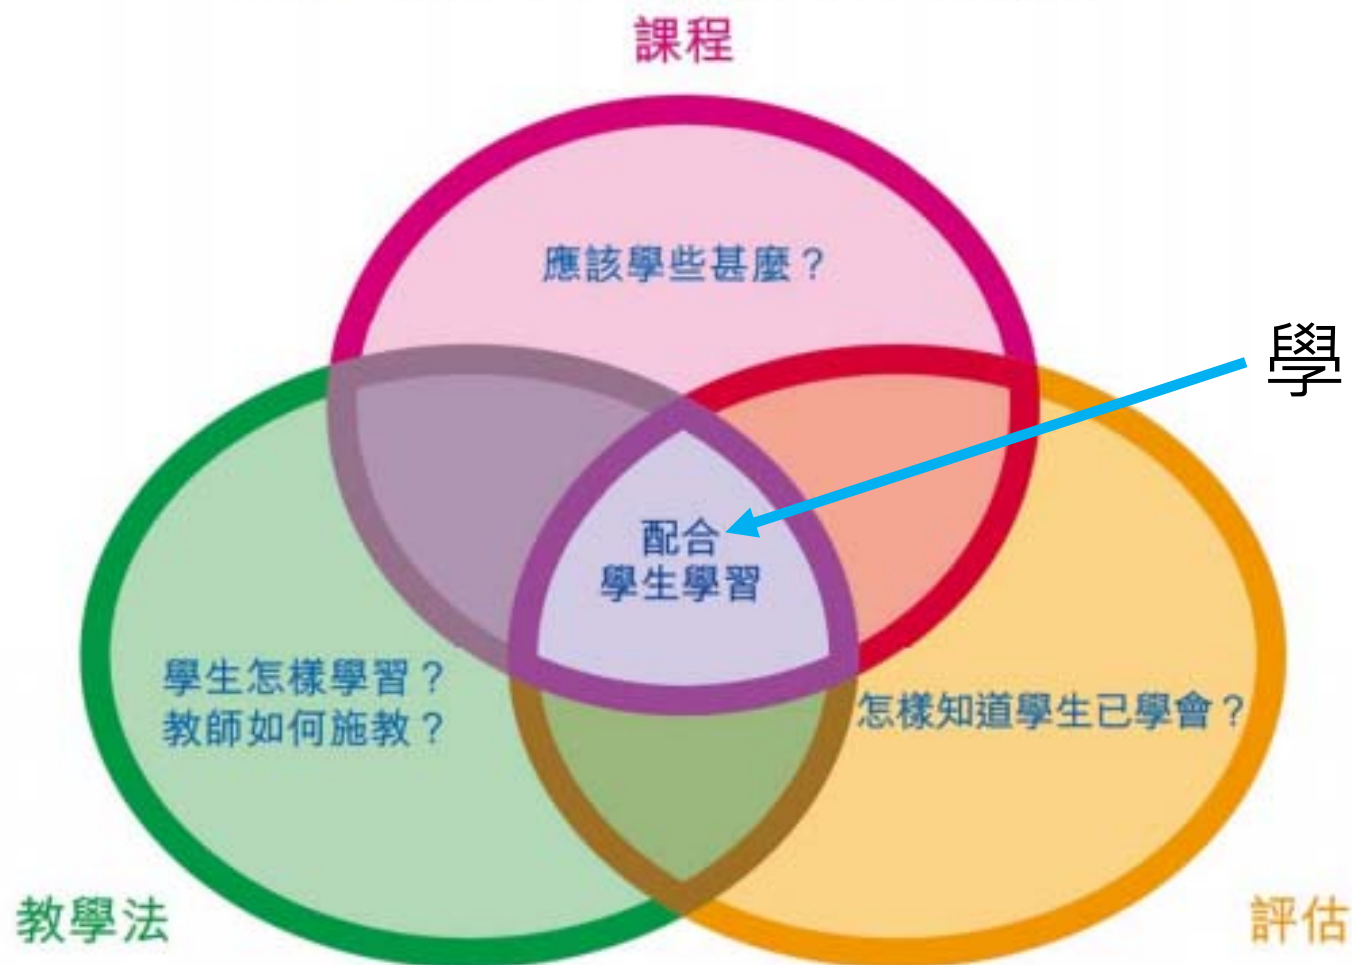 課程
應該學些甚麼？
學
配合
學生學習
學生怎樣學習？
教師如何施教？
怎樣知道學生已學會？
教學法
評估